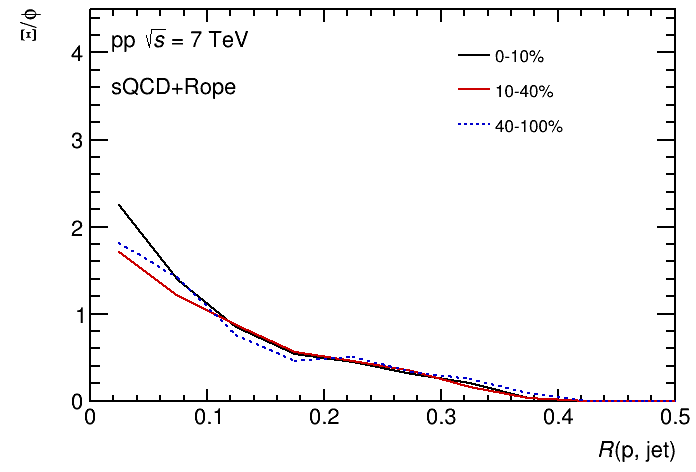 Ξ/ϕ
pp √s = 7 TeV
sQCD+Rope
0-10%
10-40%
40-100%
4
3
2
1
0
0 0.1 0.2 0.3 0.4 0.5
R(p, jet)